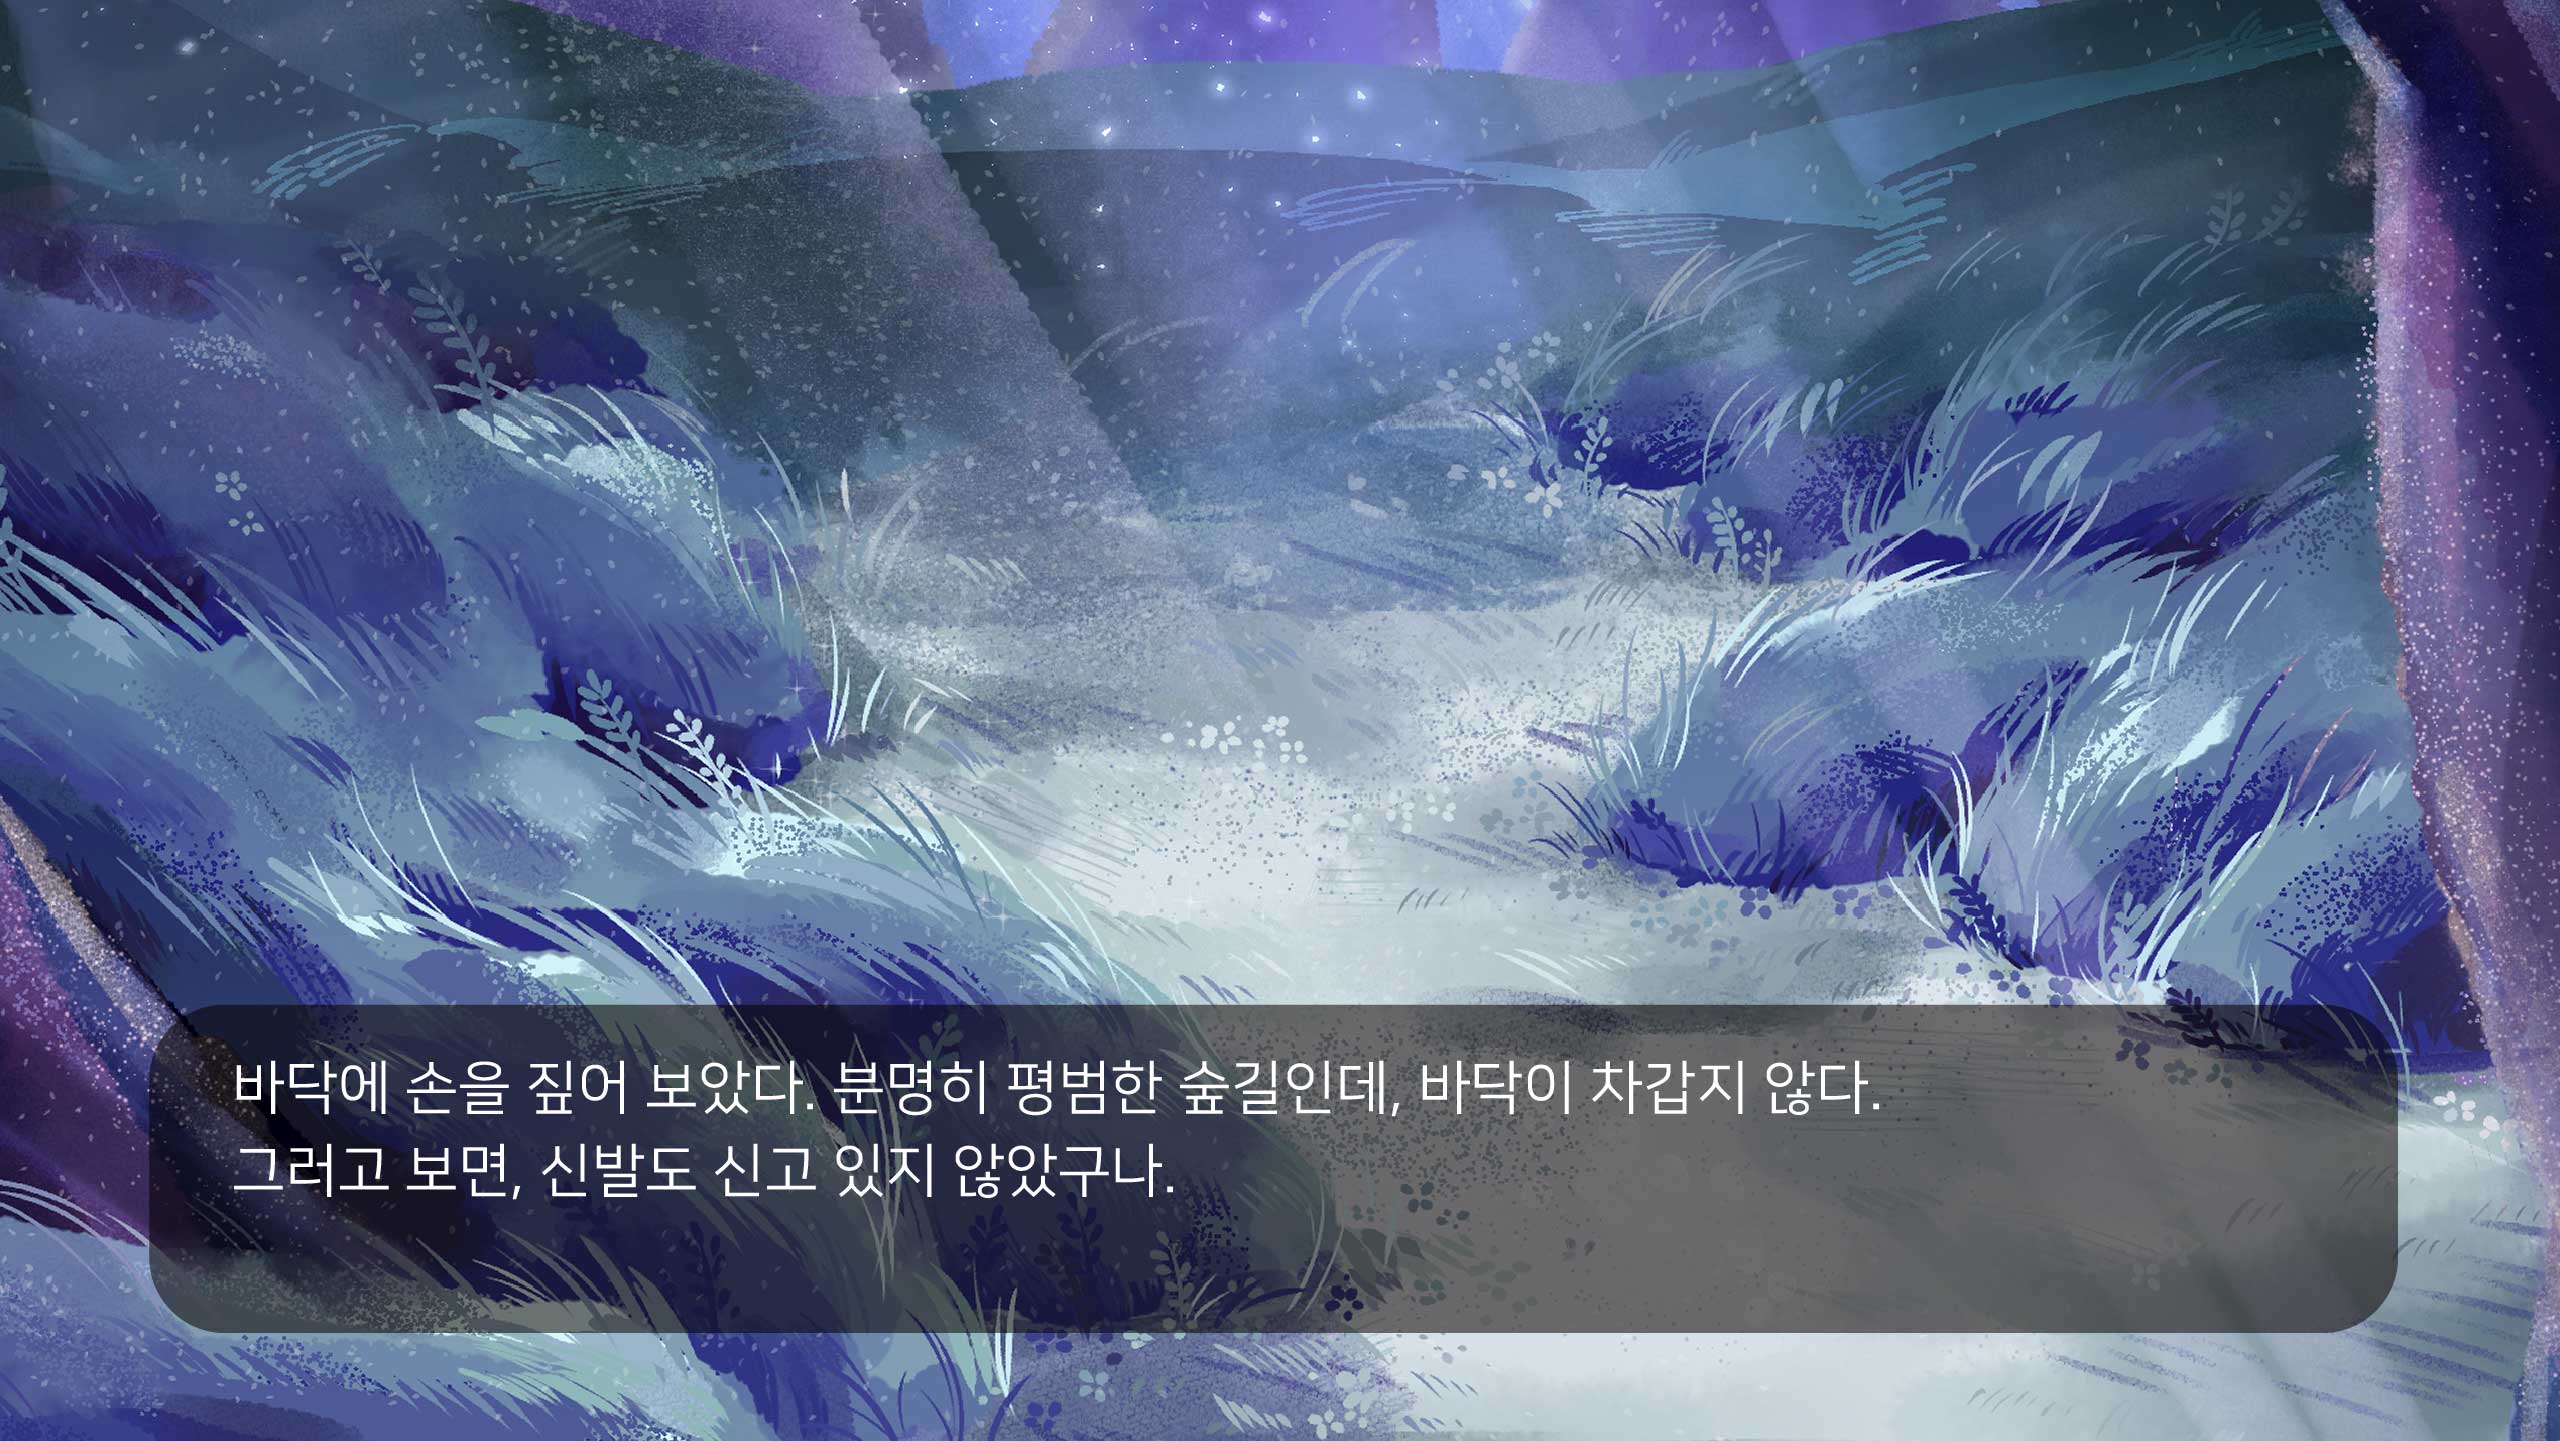 바닥에 손을 짚어 보았다. 분명히 평범한 숲길인데, 바닥이 차갑지 않다.
그러고 보면, 신발도 신고 있지 않았구나.